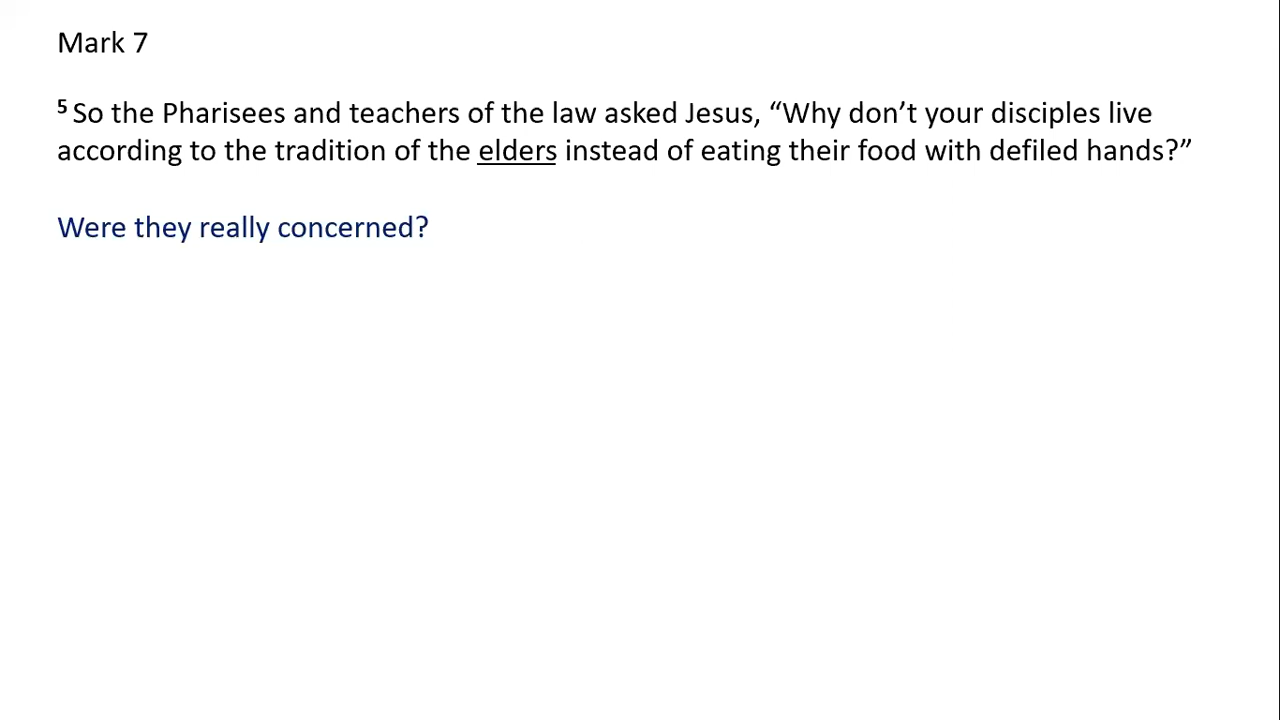 Mark 7
5 So the Pharisees and teachers of the law asked Jesus, “Why don’t your disciples live
according to the tradition of the elders instead of eating their food with defiled hands?”
Were they really concerned?